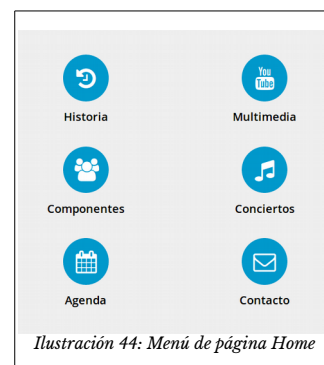 You
Tube
Historia
Multimedia
Componentes
Conciertos
Agenda
Contacto
Ilustración 44: Menú de página Home